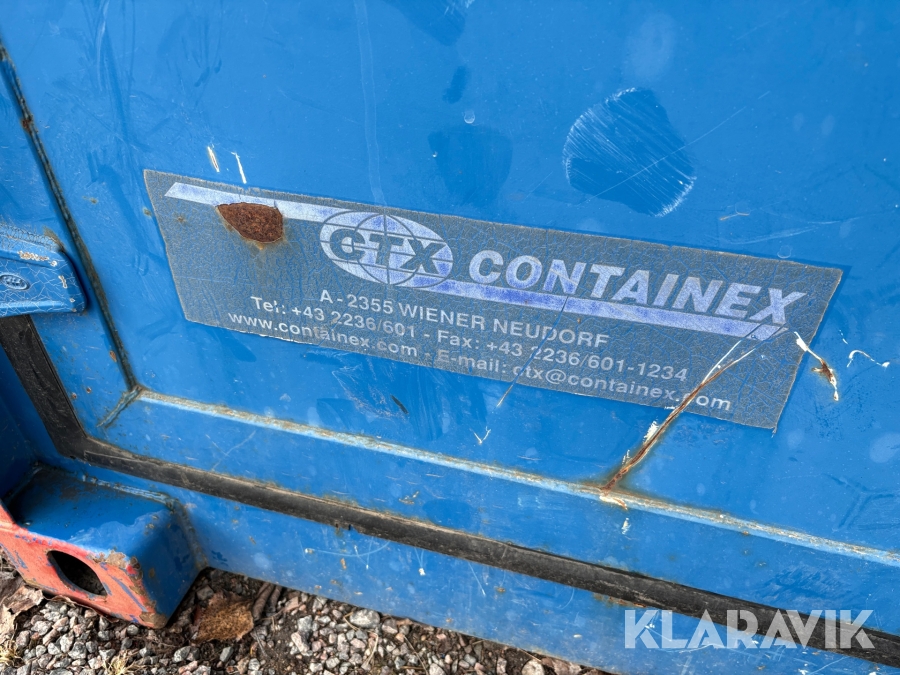 CTX CONTAINEX
A - 2355 WIENER NEUDORF
Tel: +43 2236/601 - Fax: +43 2236/601-1234
www.containex.com - E-mail: ctx@containex.com
KLARAVIK